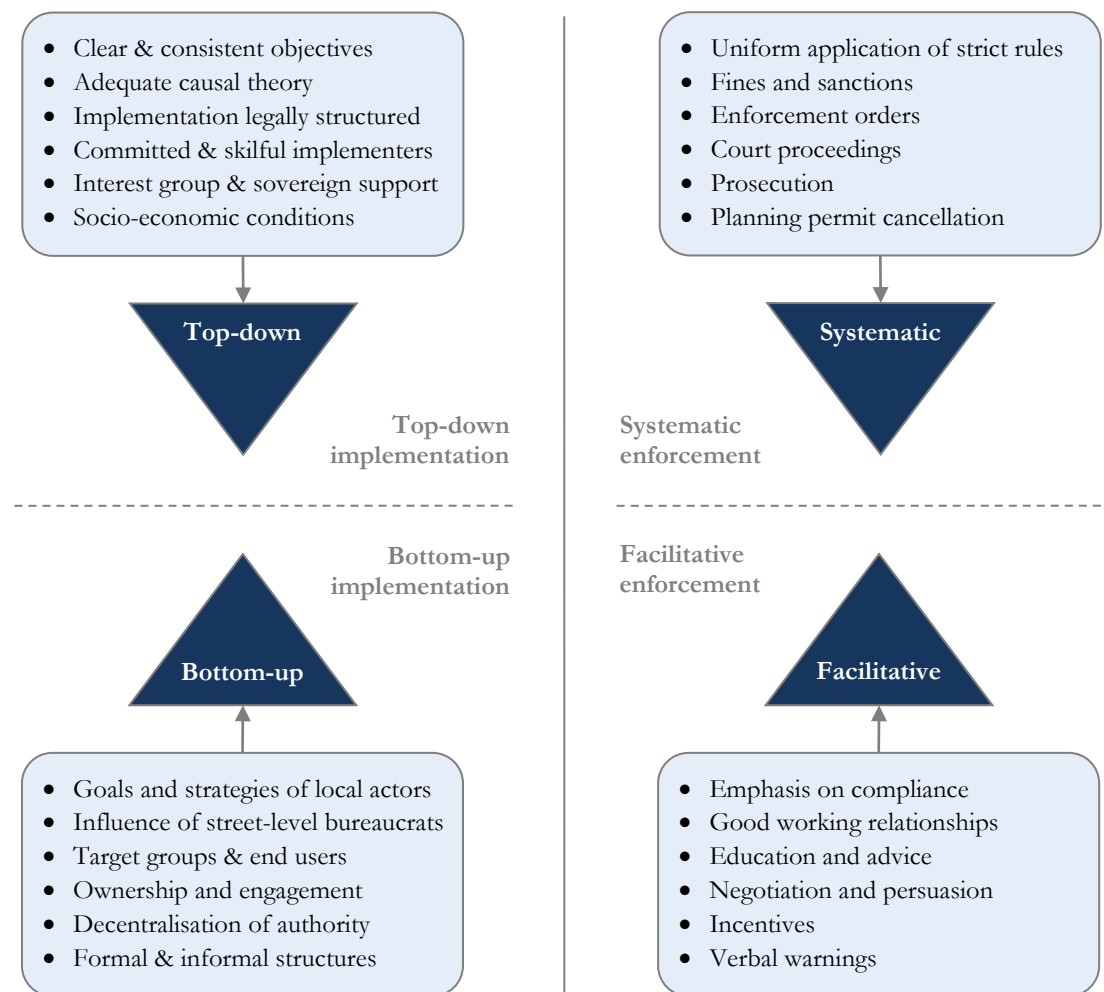 • Clear & consistent objectives
• Adequate causal theory
• Implementation legally structured
• Committed & skilful implementers
• Interest group & sovereign support
• Socio-economic conditions
Top-down
Top-down
implementation
Bottom-up
implementation
Bottom-up
• Goals and strategies of local actors
• Influence of street-level bureaucrats
• Target groups & end users
• Ownership and engagement
• Decentralisation of authority
• Formal & informal structures
• Uniform application of strict rules
• Fines and sanctions
• Enforcement orders
• Court proceedings
• Prosecution
• Planning permit cancellation
Systematic
Systematic
enforcement
Facilitative
enforcement
Facilitative
• Emphasis on compliance
• Good working relationships
• Education and advice
• Negotiation and persuasion
• Incentives
• Verbal warnings